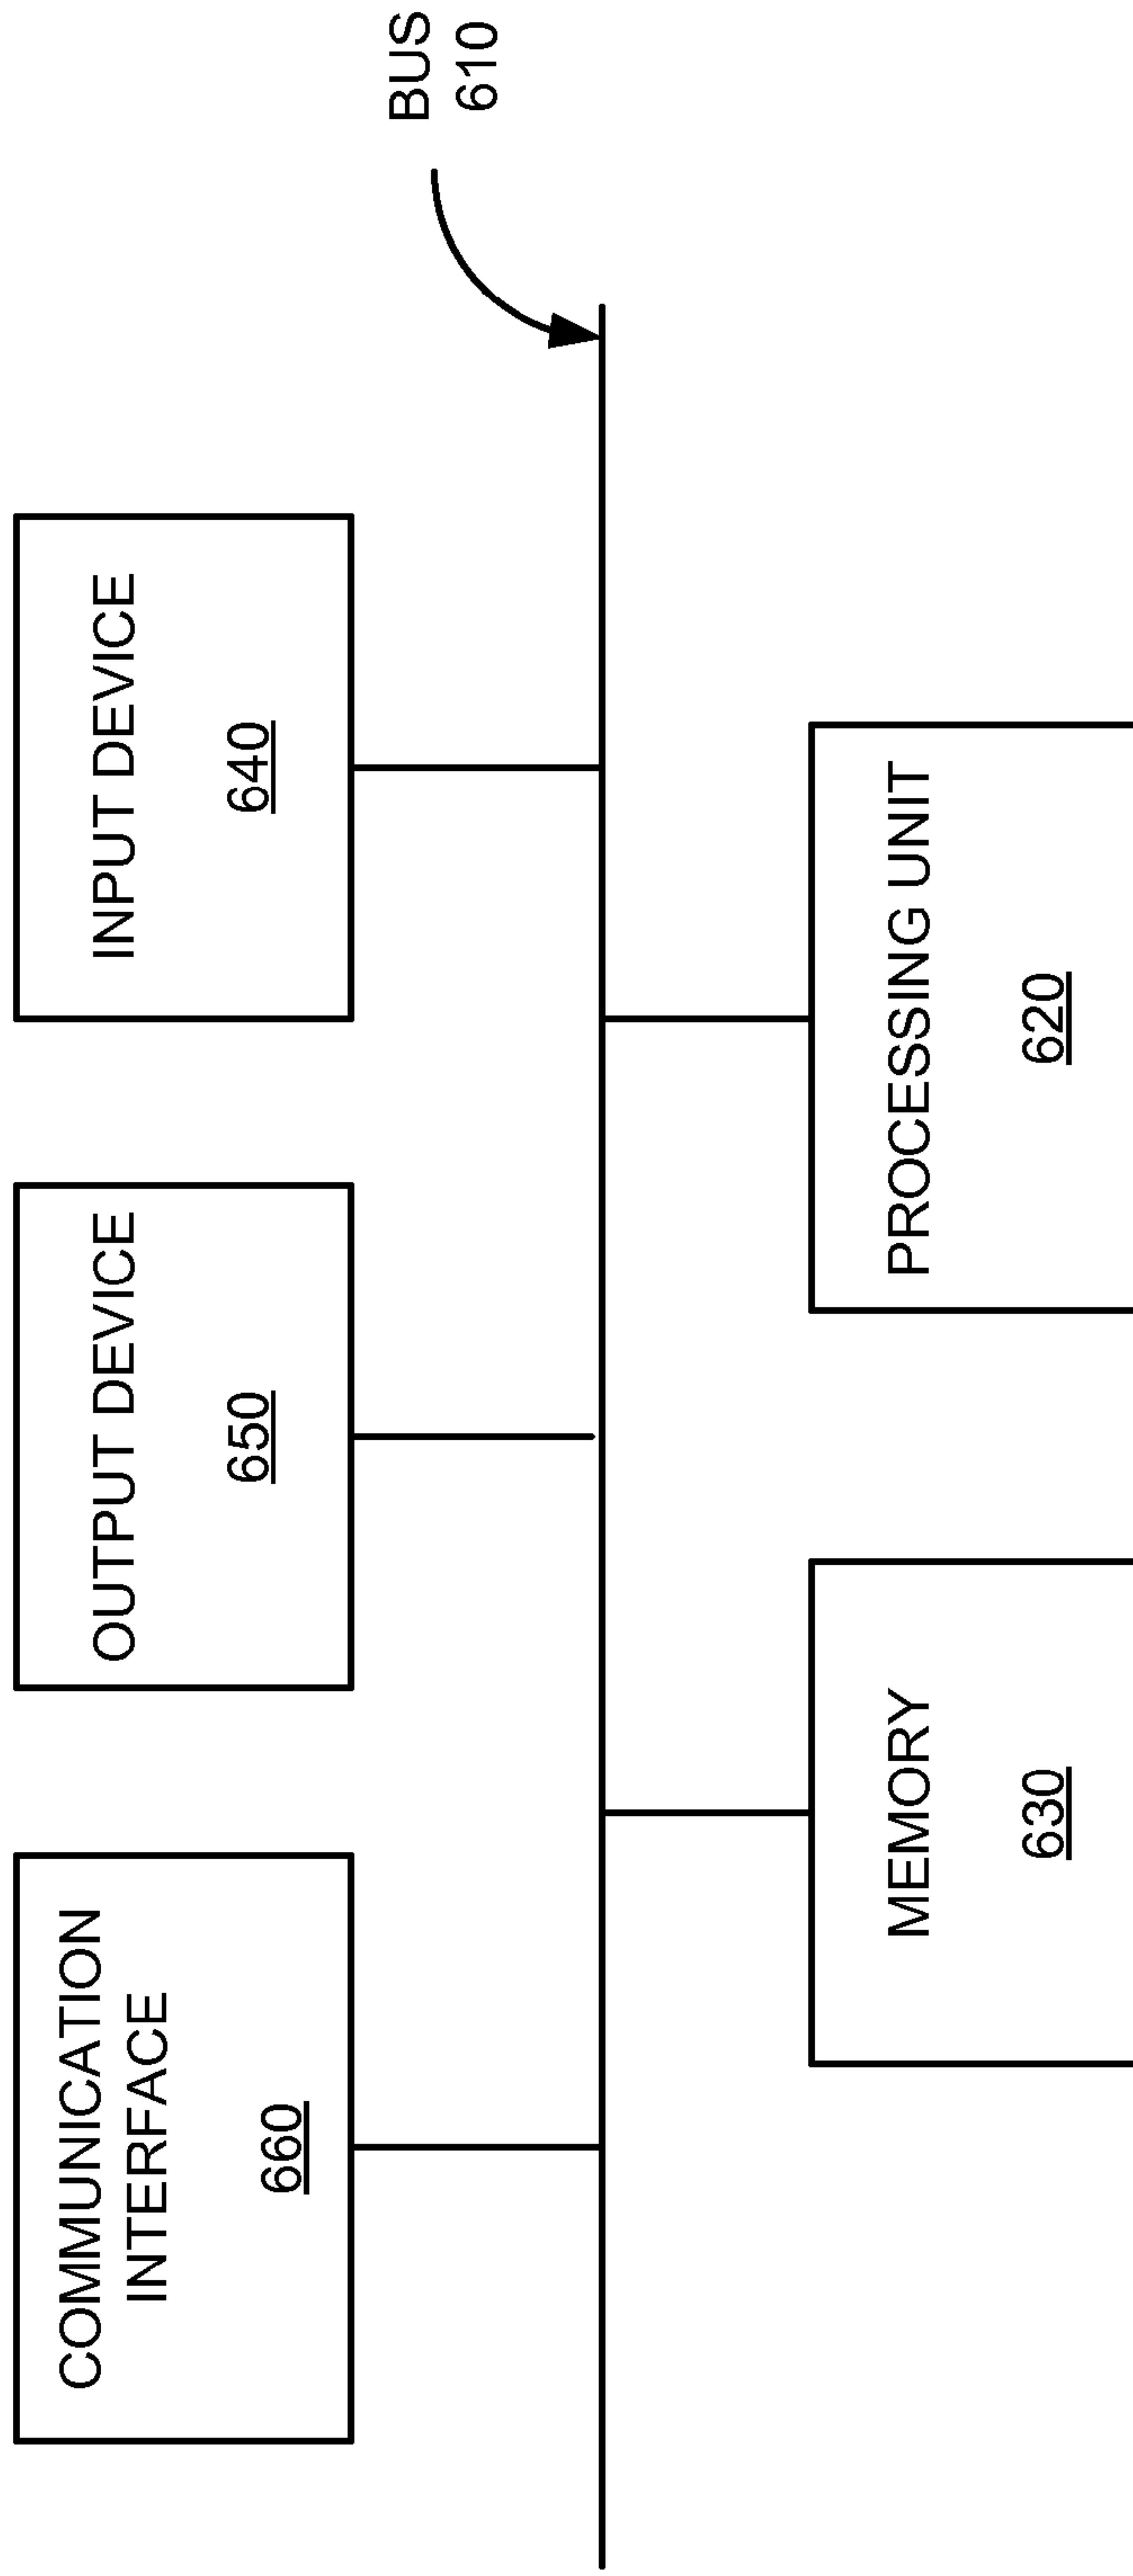 COMMUNICATION
INTERFACE
660
OUTPUT DEVICE
650
INPUT DEVICE
640
BUS
610
MEMORY
630
PROCESSING UNIT
620